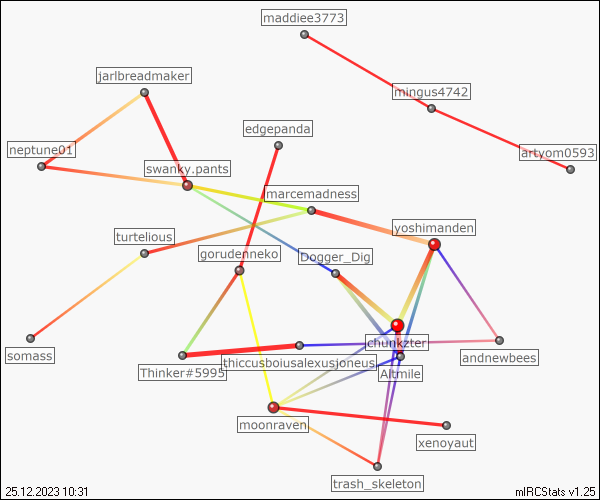 maddiee3773
jarlbreadmaker
mingus4742
edgepanda
neptune01
artyom0593
swanky.pants
marcemadness
yoshimanden
turtelious
gorudenneko
Dogger_Dig
chunkzter
somass
andnewbees
thiccusboiusalexusjoneus
Thinker#5995
Altmile
moonraven
xenoyaut
trash_skeleton
25.12.2023 10:31
mIRCStats v1.25